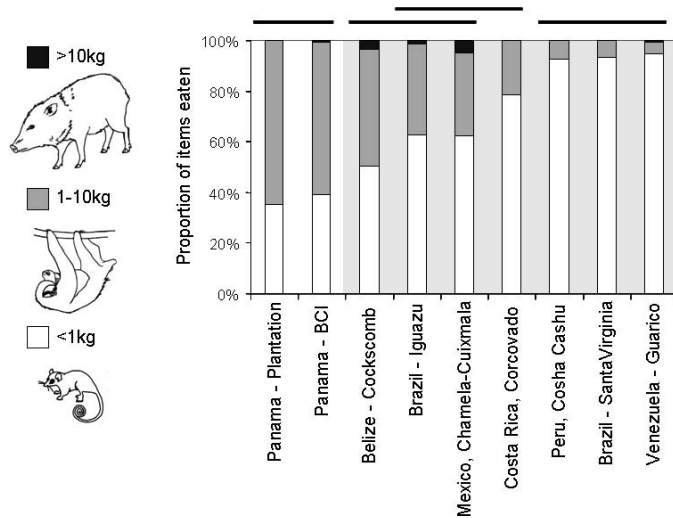 >10kg
1-10kg
<1kg
Proportion of items eaten
100%
80%
60%
40%
20%
0%
Panama - Plantation
Panama - BCI
Belize - Cockscomb
Brazil - Iguazu
Mexico, Chamela-Cuixmala
Costa Rica, Corcovado
Peru, Cosha Cashu
Brazil - SantaVirginia
Venezuela - Guarico